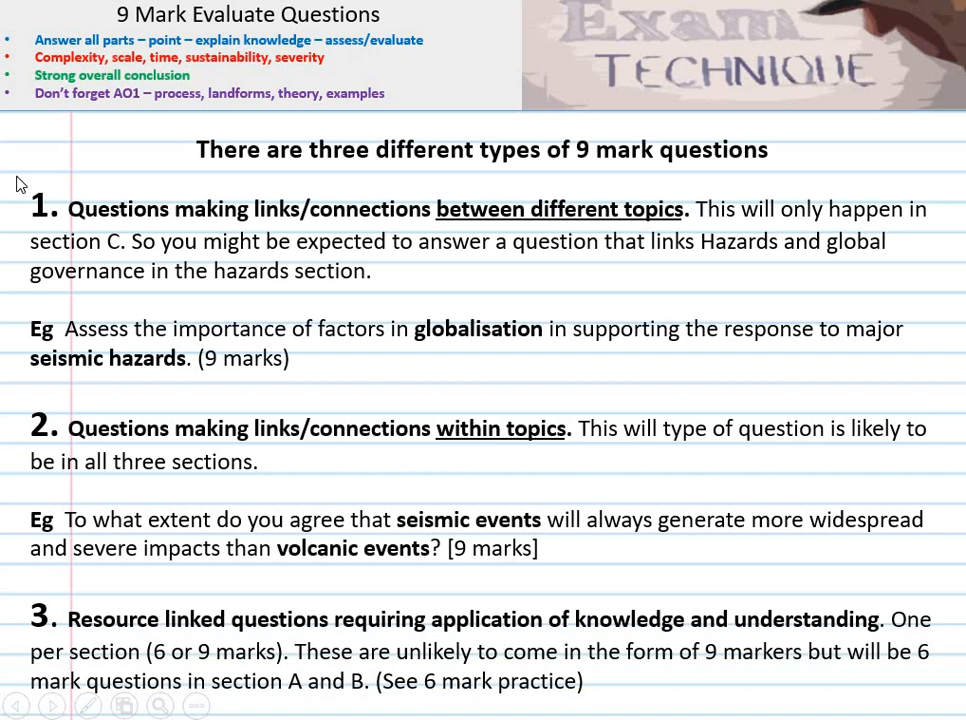 9 Mark Evaluate Questions
• Answer all parts – point – explain knowledge – assess/evaluate
• Complexity, scale, time, sustainability, severity
• Strong overall conclusion
• Don't forget AO1 – process, landforms, theory, examples
Exam
TECHNIQUE
There are three different types of 9 mark questions
1. Questions making links/connections between different topics. This will only happen in
section C. So you might be expected to answer a question that links Hazards and global
governance in the hazards section.
Eg Assess the importance of factors in globalisation in supporting the response to major
seismic hazards. (9 marks)
2. Questions making links/connections within topics. This will type of question is likely to
be in all three sections.
Eg To what extent do you agree that seismic events will always generate more widespread
and severe impacts than volcanic events? [9 marks]
3. Resource linked questions requiring application of knowledge and understanding. One
per section (6 or 9 marks). These are unlikely to come in the form of 9 markers but will be 6
mark questions in section A and B. (See 6 mark practice)